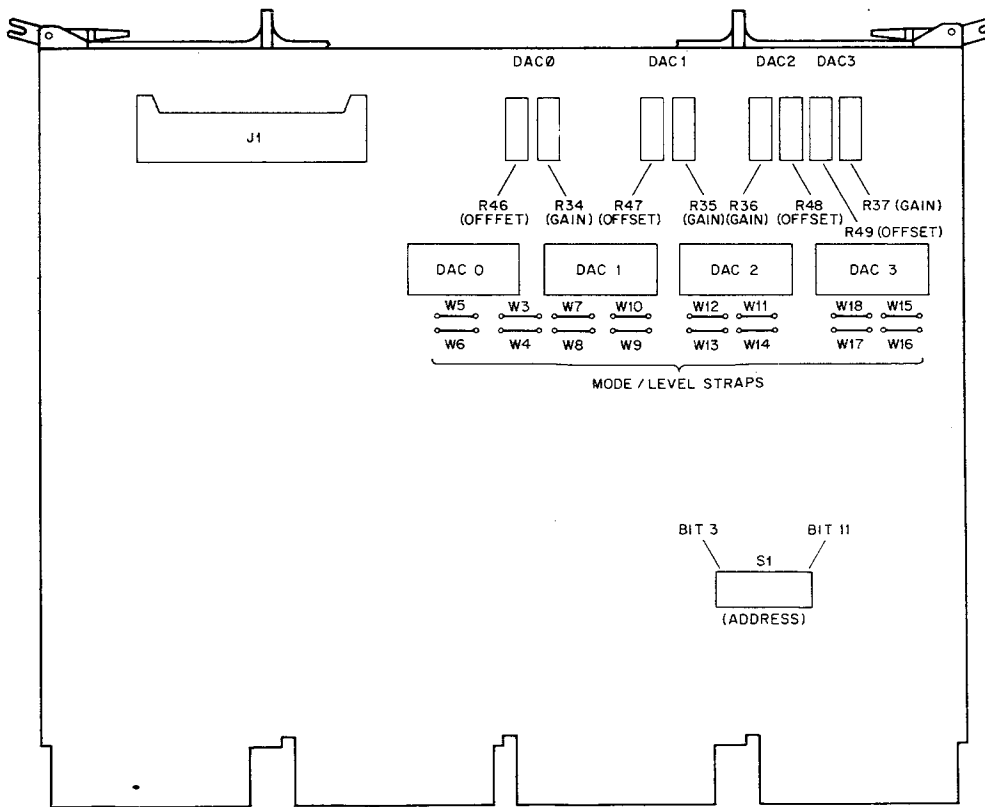 DACØ DAC1 DAC2 DAC3
J1
R46 R34 R47 R35 R36 R48 R37 (GAIN)
(OFFFET) (GAIN) (OFFSET) (GAIN) (GAIN) (OFFSET)
R49 (OFFSET)
DAC 0 DAC 1 DAC 2 DAC 3
W5 W3 W7 W10 W12 W11 W18 W15
W6 W4 W8 W9 W13 W14 W17 W16
MODE / LEVEL STRAPS
BIT 3 BIT 11
S1
(ADDRESS)